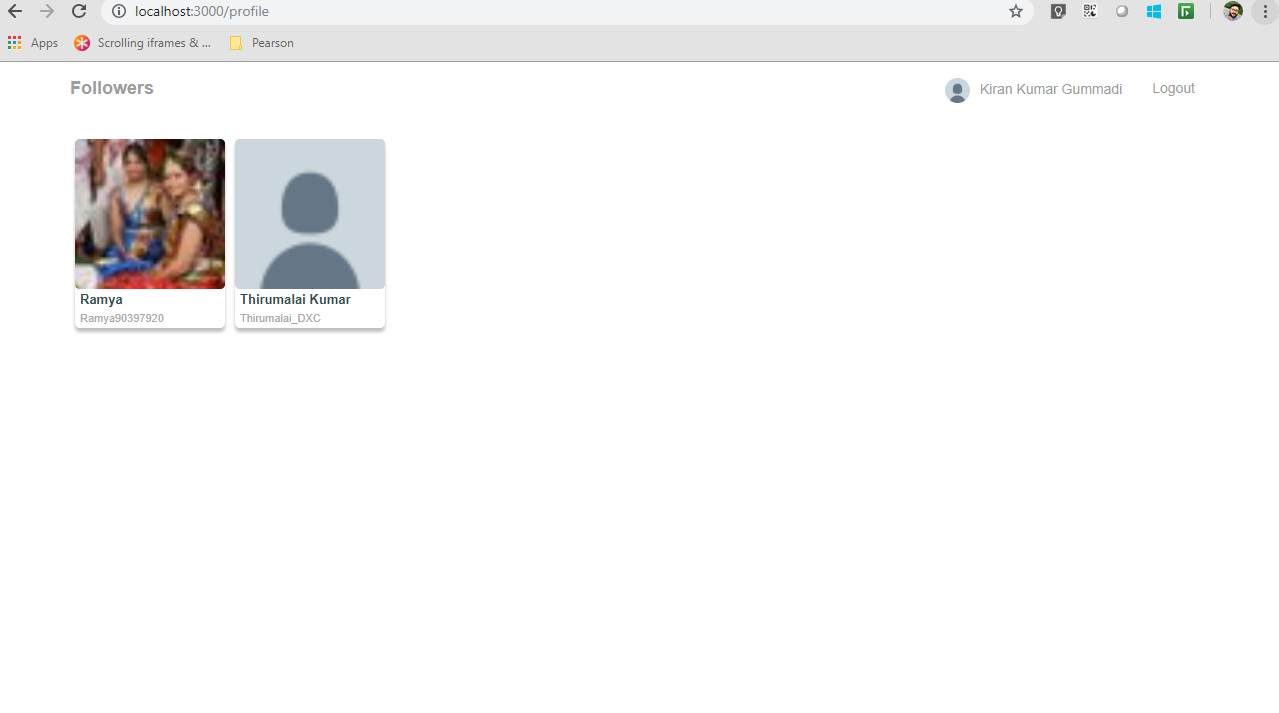 localhost:3000/profile
Apps
Scrolling iframes & ...
Pearson
Followers
Kiran Kumar Gummadi
Logout
Ramya
Ramya90397920
Thirumalai Kumar
Thirumalai_DXC